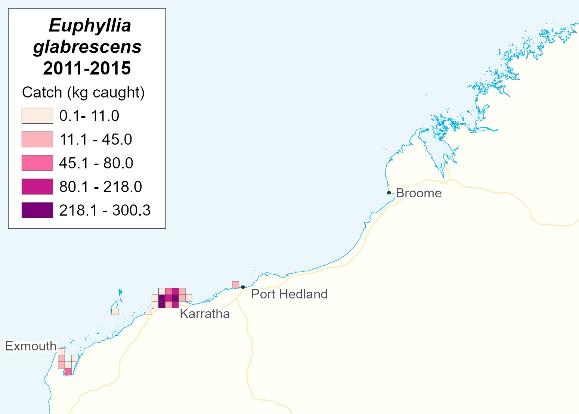 Euphyllia
glabrescens
2011-2015
Catch (kg caught)
0.1- 11.0
11.1 - 45.0
45.1 - 80.0
80.1 - 218.0
218.1 - 300.3
Broome
Port Hedland
Karratha
Exmouth